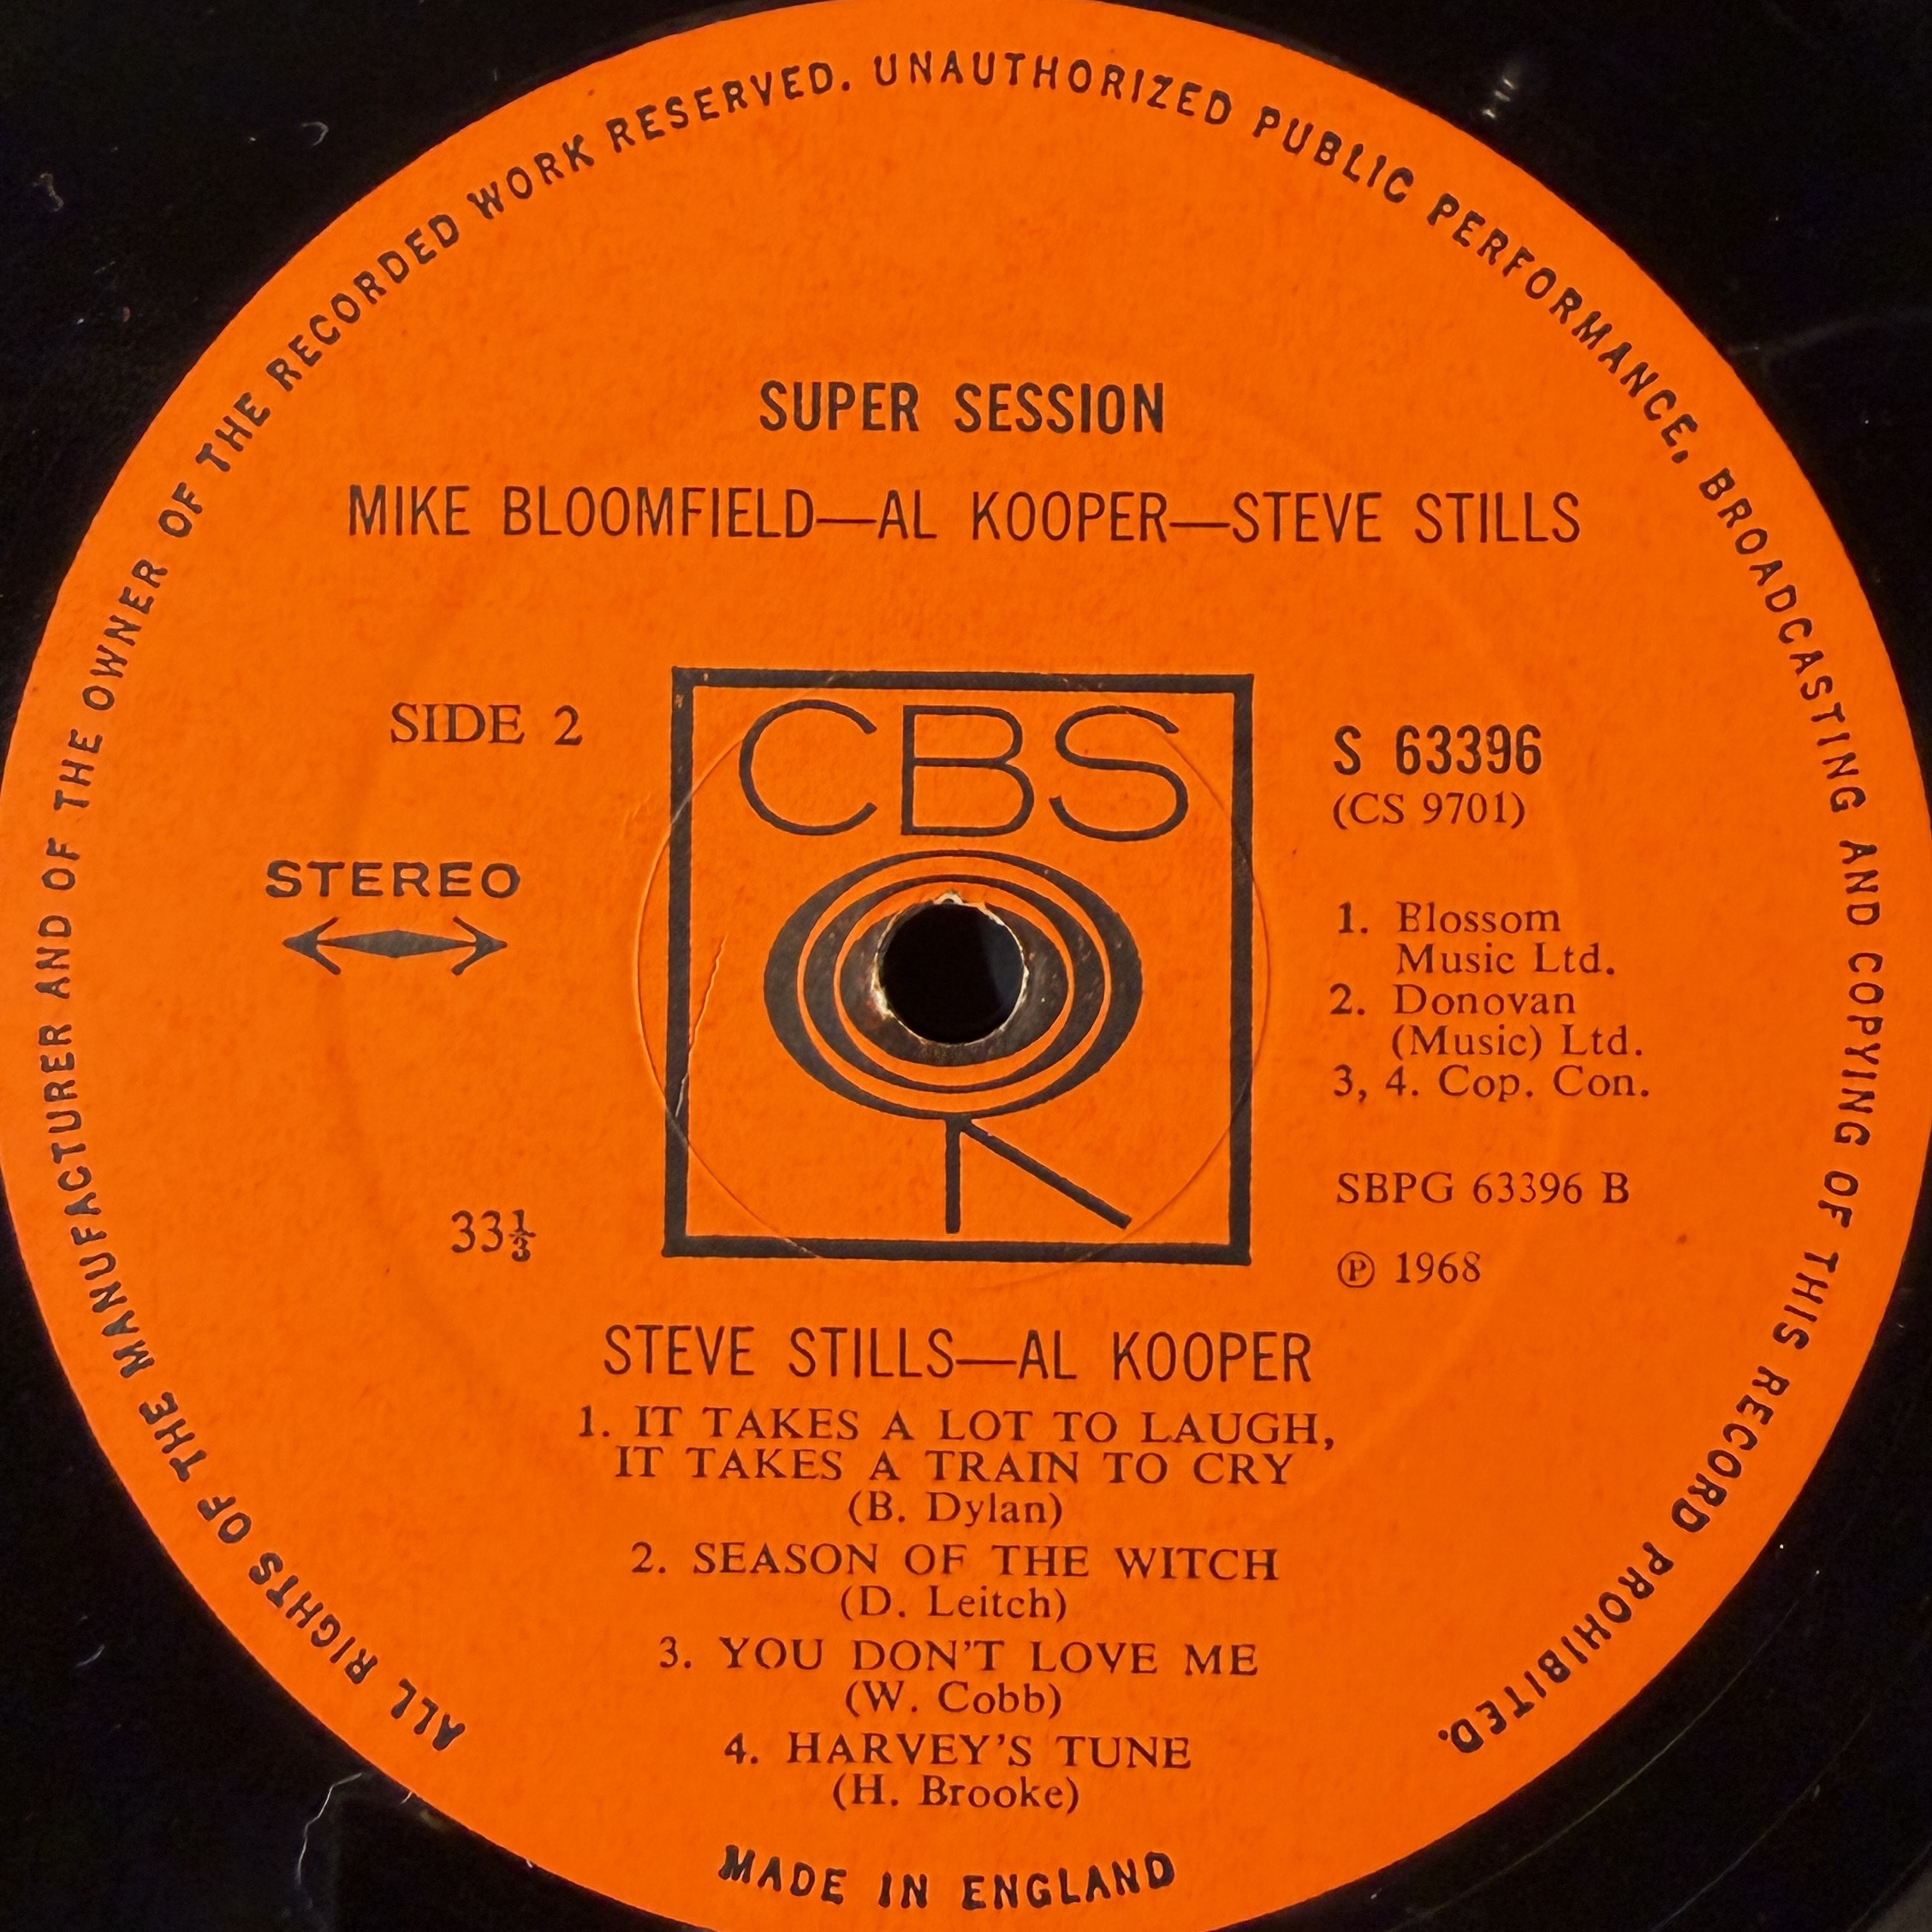 ALL RIGHTS OF THE MANUFACTURER AND OF THE OWNER OF THE RECORDED WORK RESERVED. UNAUTHORIZED PUBLIC PERFORMANCE, BROADCASTING AND COPYING OF THIS RECORD PROHIBITED.
SUPER SESSION
MIKE BLOOMFIELD—AL KOOPER—STEVE STILLS
SIDE 2
STEREO
33⅓
CBS
S 63396
(CS 9701)
1. Blossom
Music Ltd.
2. Donovan
(Music) Ltd.
3, 4. Cop. Con.
SBPG 63396 B
Ⓟ 1968
STEVE STILLS—AL KOOPER
1. IT TAKES A LOT TO LAUGH,
IT TAKES A TRAIN TO CRY
(B. Dylan)
2. SEASON OF THE WITCH
(D. Leitch)
3. YOU DON'T LOVE ME
(W. Cobb)
4. HARVEY'S TUNE
(H. Brooke)
MADE IN ENGLAND